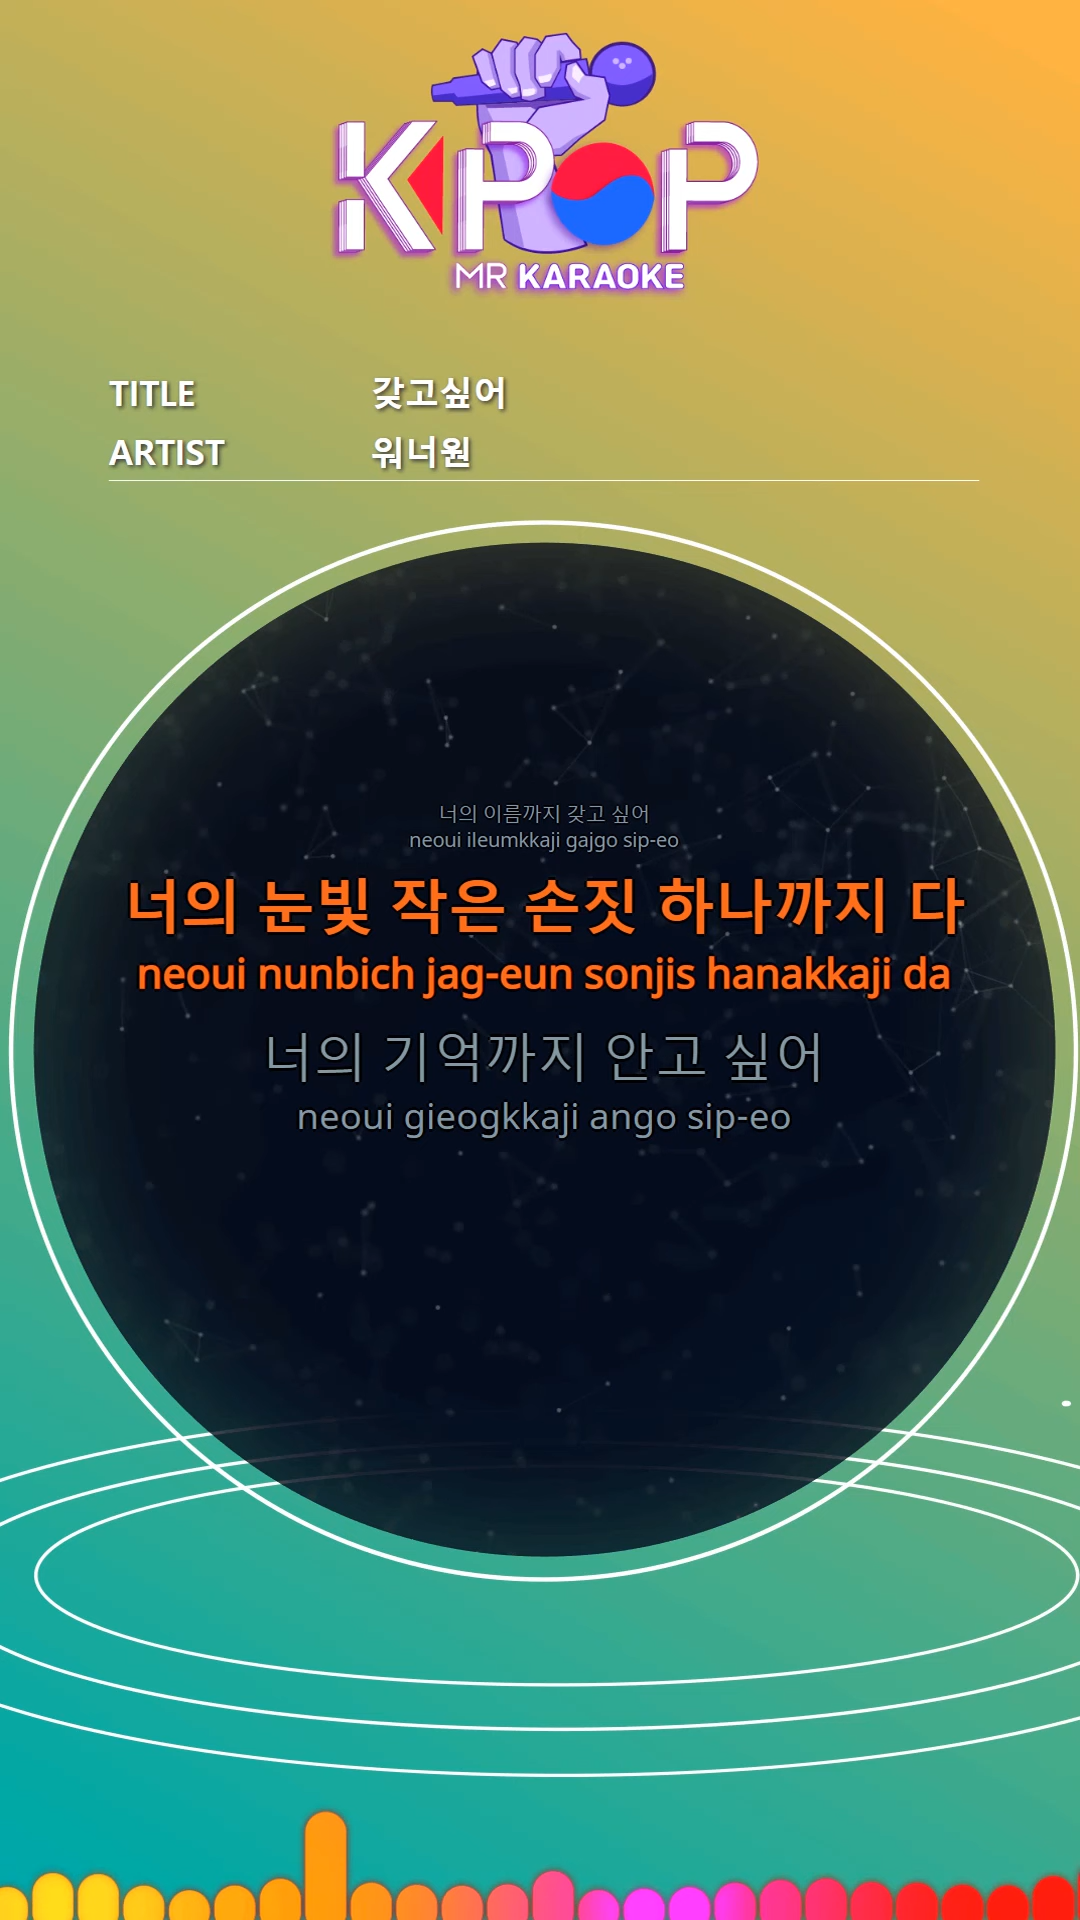 KPOP
MR KARAOKE
TITLE 갖고싶어
ARTIST 워너원
너의 이름까지 갖고 싶어
neoui ileumkkaji gajgo sip-eo
너의 눈빛 작은 손짓 하나까지 다
neoui nunbich jag-eun sonjis hanakkaji da
너의 기억까지 안고 싶어
neoui gieogkkaji ango sip-eo